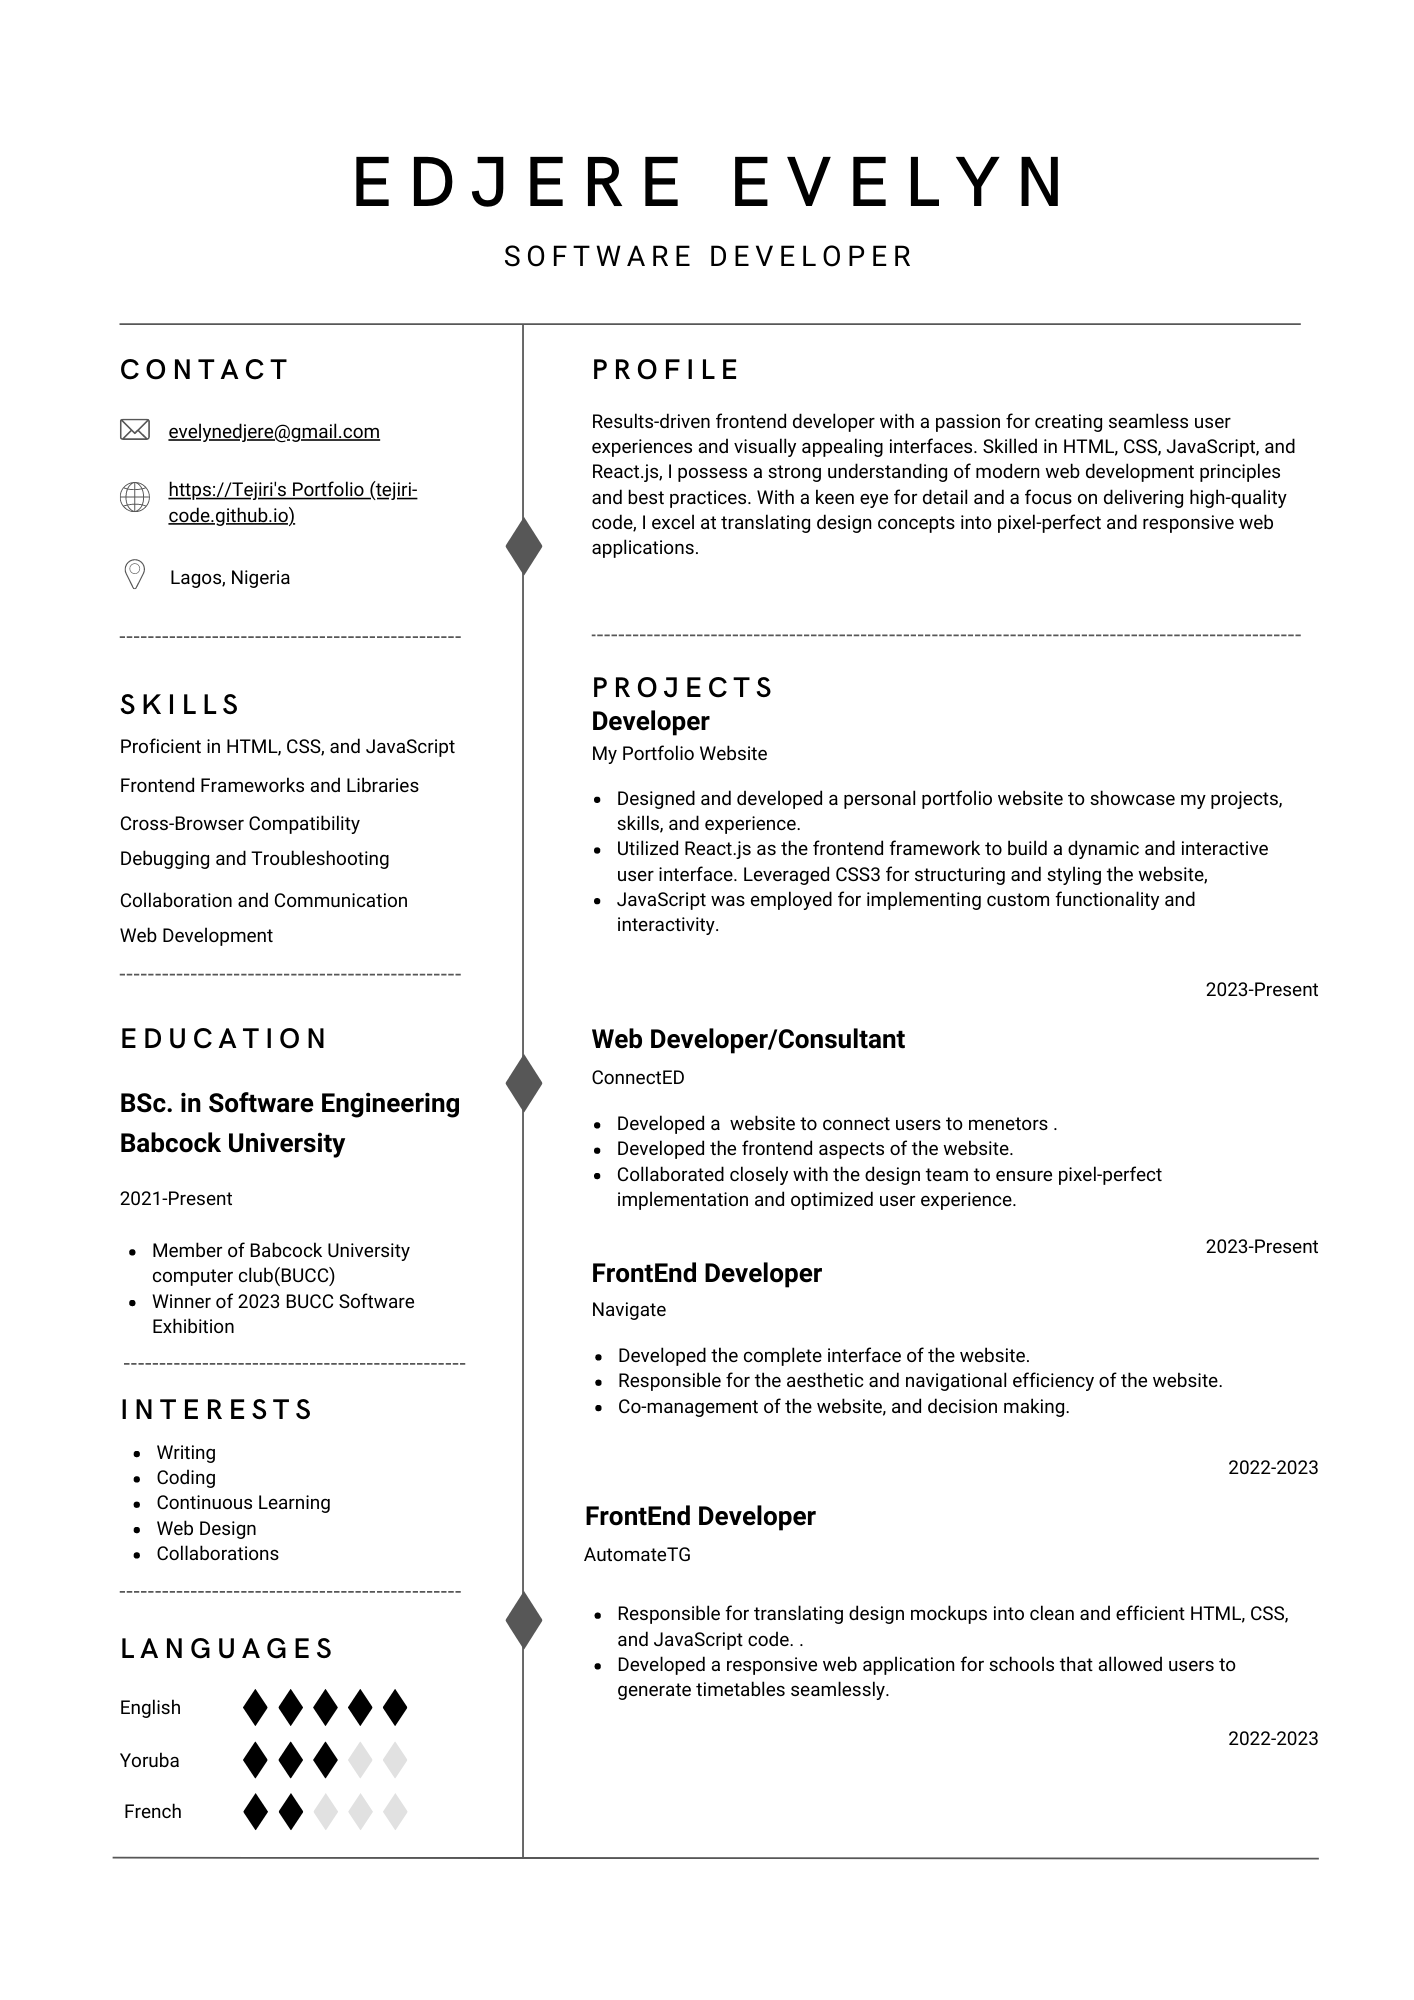 EDJERE EVELYN
SOFTWARE DEVELOPER
CONTACT
evelynedjere@gmail.com
https://Tejiri's Portfolio (tejiri-
code.github.io)
Lagos, Nigeria
SKILLS
Proficient in HTML, CSS, and JavaScript
Frontend Frameworks and Libraries
Cross-Browser Compatibility
Debugging and Troubleshooting
Collaboration and Communication
Web Development
EDUCATION
BSc. in Software Engineering
Babcock University
2021-Present
• Member of Babcock University
computer club(BUCC)
• Winner of 2023 BUCC Software
Exhibition
INTERESTS
• Writing
• Coding
• Continuous Learning
• Web Design
• Collaborations
LANGUAGES
English
Yoruba
French
PROFILE
Results-driven frontend developer with a passion for creating seamless user
experiences and visually appealing interfaces. Skilled in HTML, CSS, JavaScript, and
React.js, I possess a strong understanding of modern web development principles
and best practices. With a keen eye for detail and a focus on delivering high-quality
code, I excel at translating design concepts into pixel-perfect and responsive web
applications.
PROJECTS
Developer
My Portfolio Website
• Designed and developed a personal portfolio website to showcase my projects,
skills, and experience.
• Utilized React.js as the frontend framework to build a dynamic and interactive
user interface. Leveraged CSS3 for structuring and styling the website,
• JavaScript was employed for implementing custom functionality and
interactivity.
2023-Present
Web Developer/Consultant
ConnectED
• Developed a  website to connect users to menetors .
• Developed the frontend aspects of the website.
• Collaborated closely with the design team to ensure pixel-perfect
implementation and optimized user experience.
2023-Present
FrontEnd Developer
Navigate
• Developed the complete interface of the website.
• Responsible for the aesthetic and navigational efficiency of the website.
• Co-management of the website, and decision making.
2022-2023
FrontEnd Developer
AutomateTG
• Responsible for translating design mockups into clean and efficient HTML, CSS,
and JavaScript code. .
• Developed a responsive web application for schools that allowed users to
generate timetables seamlessly.
2022-2023